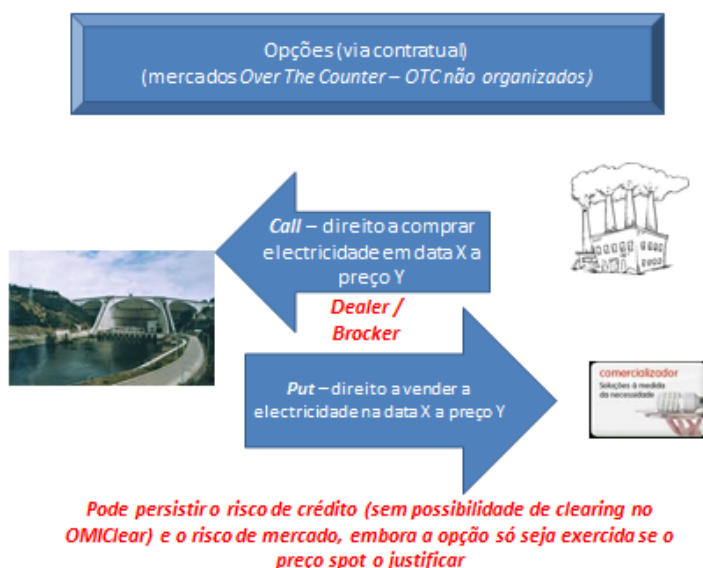 Opções (via contratual)
(mercados Over The Counter – OTC não organizados)
Call – direito a comprar
electricidade em data X a
preço Y
Dealer /
Brocker
Put – direito a vender a
electricidade na data X a preço Y
comercializador
Soluções à medida
da necessidade
Pode persistir o risco de crédito (sem possibilidade de clearing no
OMIClear) e o risco de mercado, embora a opção só seja exercida se o
preço spot o justificar